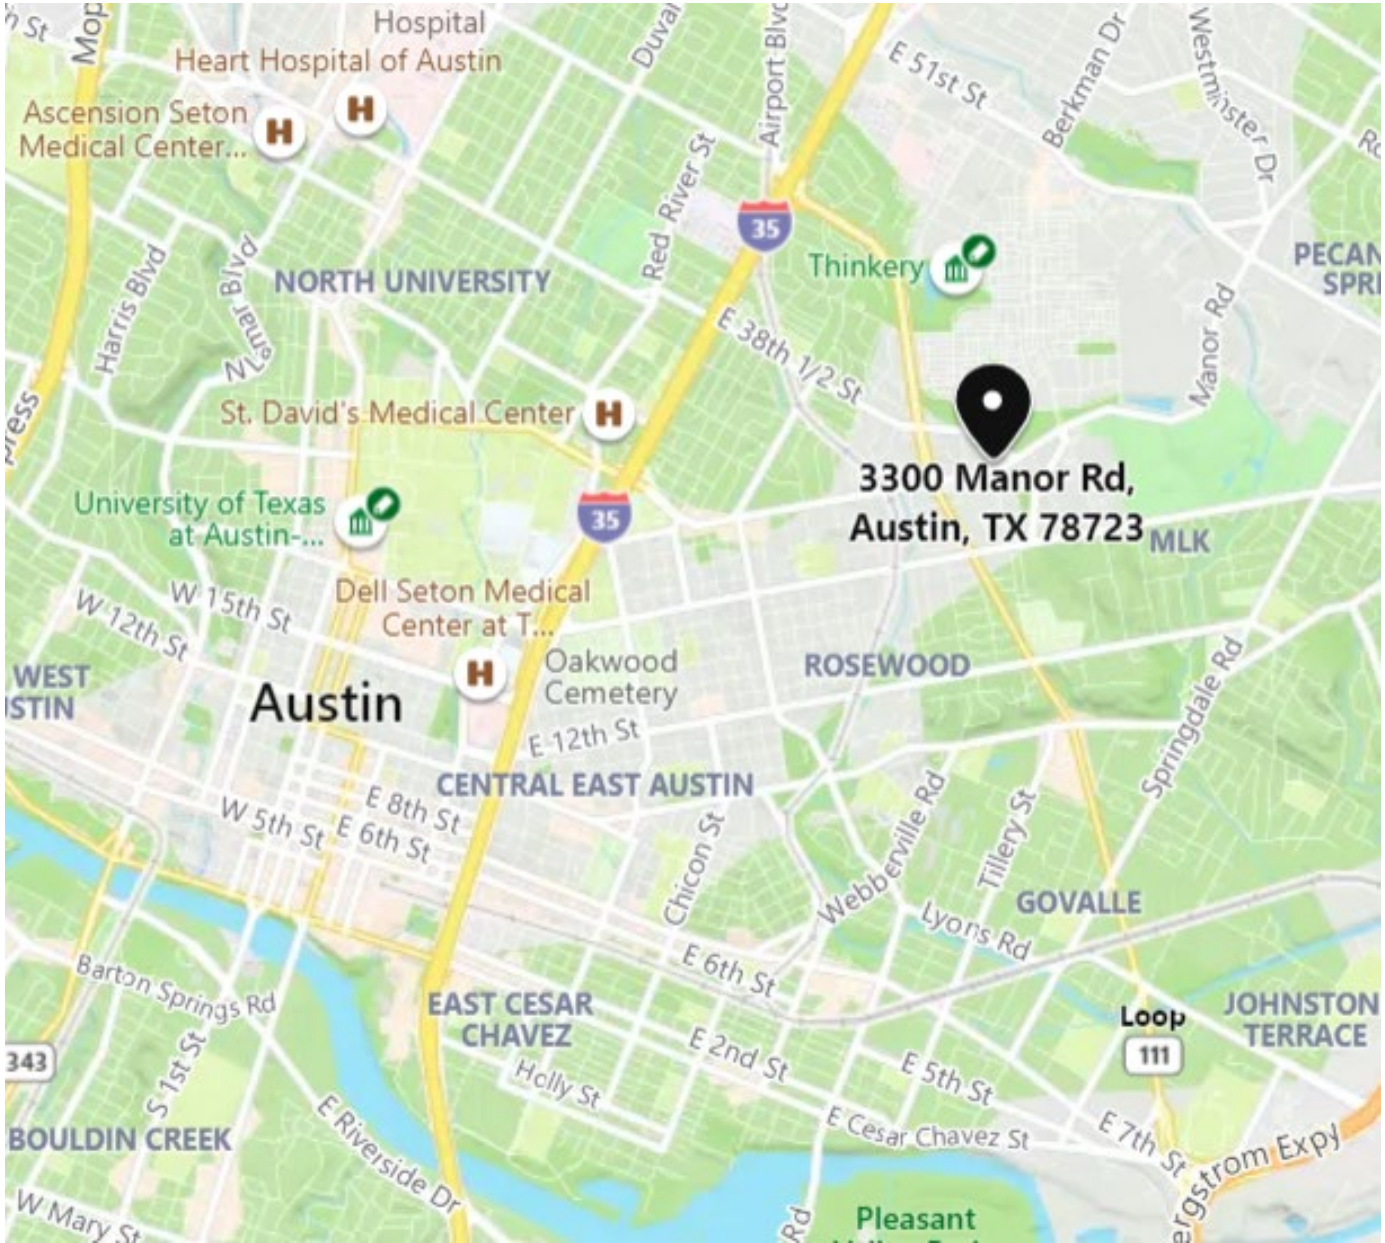 Hospital
Heart Hospital of Austin
Ascension Seton
Medical Center...
Duval
Airport Blvd
E 51st St
Berkman Dr
Westminster Dr
Red River St
35
Thinkery
PECAN
SPRI
Harris Blvd
N Lamar Blvd
NORTH UNIVERSITY
E 38th 1/2 St
Manor Rd
St. David's Medical Center
3300 Manor Rd,
Austin, TX 78723
MLK
University of Texas
at Austin-...
35
W 15th St
W 12th St
Dell Seton Medical
Center at T...
Oakwood
Cemetery
ROSEWOOD
WEST
STIN
Austin
E 12th St
Springdale Rd
CENTRAL EAST AUSTIN
E 8th St
W 5th St
E 6th St
Chicon St
Webberville Rd
Tillery St
GOVALLE
Lyons Rd
E 6th St
Barton Springs Rd
EAST CESAR
CHAVEZ
Loop
111
JOHNSTON
TERRACE
343
S 1st St
E 2nd St
E 5th St
Holly St
E Riverside Dr
E Cesar Chavez St
E 7th St
ergstrom Expy
BOULDIN CREEK
W Mary St
Rd
Pleasant
H
H
H
H